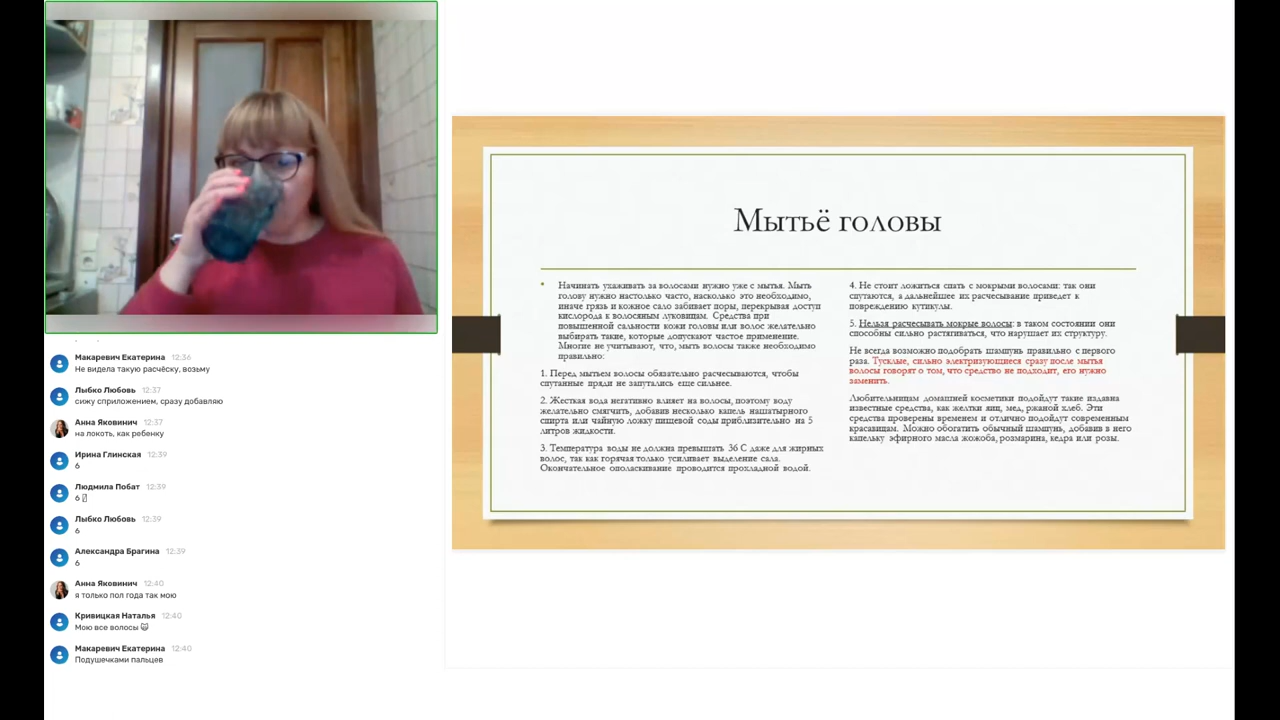 Макаревич Екатерина 12:36
Не видела такую расчёску, возьму
Лыбко Любовь 12:37
сижу сприложением, сразу добавляю
Анна Яковинич 12:37
на локоть, как ребенку
Ирина Глинская 12:39
6
Людмила Побат 12:39
6
Лыбко Любовь 12:39
6
Александра Брагина 12:39
6
Анна Яковинич 12:40
я только пол года так мою
Кривицкая Наталья 12:40
Мою все волосы 🐱
Макаревич Екатерина 12:40
Подушечками пальцев
Мытьё головы
• Начинать ухаживать за волосами нужно уже с мытья. Мыть
голову нужно настолько часто, насколько это необходимо,
иначе грязь и кожное сало забивает поры, перекрывая доступ
кислорода к волосяным луковицам. Средства при
повышенной сальности кожи головы или волос желательно
выбирать такие, которые допускают частое применение.
Многие не учитывают, что, мыть волосы также необходимо
правильно:
1. Перед мытьем волосы обязательно расчесываются, чтобы
спутанные пряди не запутались еще сильнее.
2. Жесткая вода негативно влияет на волосы, поэтому воду
желательно смягчить, добавив несколько капель нашатырного
спирта или чайную ложку пищевой соды приблизительно на 5
литров жидкости.
3. Температура воды не должна превышать 36 С даже для жирных
волос, так как горячая только усиливает выделение сала.
Окончательное ополаскивание проводится прохладной водой.
4. Не стоит ложиться спать с мокрыми волосами: так они
спутаются, а дальнейшее их расчесывание приведет к
повреждению кутикулы.
5. Нельзя расчесывать мокрые волосы: в таком состоянии они
способны сильно растягиваться, что нарушает их структуру.
Не всегда возможно подобрать шампунь правильно с первого
раза. Тусклые, сильно электризующиеся сразу после мытья
волосы говорят о том, что средство не подходит, его нужно
заменить.
Любительницам домашней косметики подойдут такие издавна
известные средства, как желтки яиц, мед, ржаной хлеб. Эти
средства проверены временем и отлично подойдут современным
красавицам. Можно обогатить обычный шампунь, добавив в него
капельку эфирного масла жожоба, розмарина, кедра или розы.